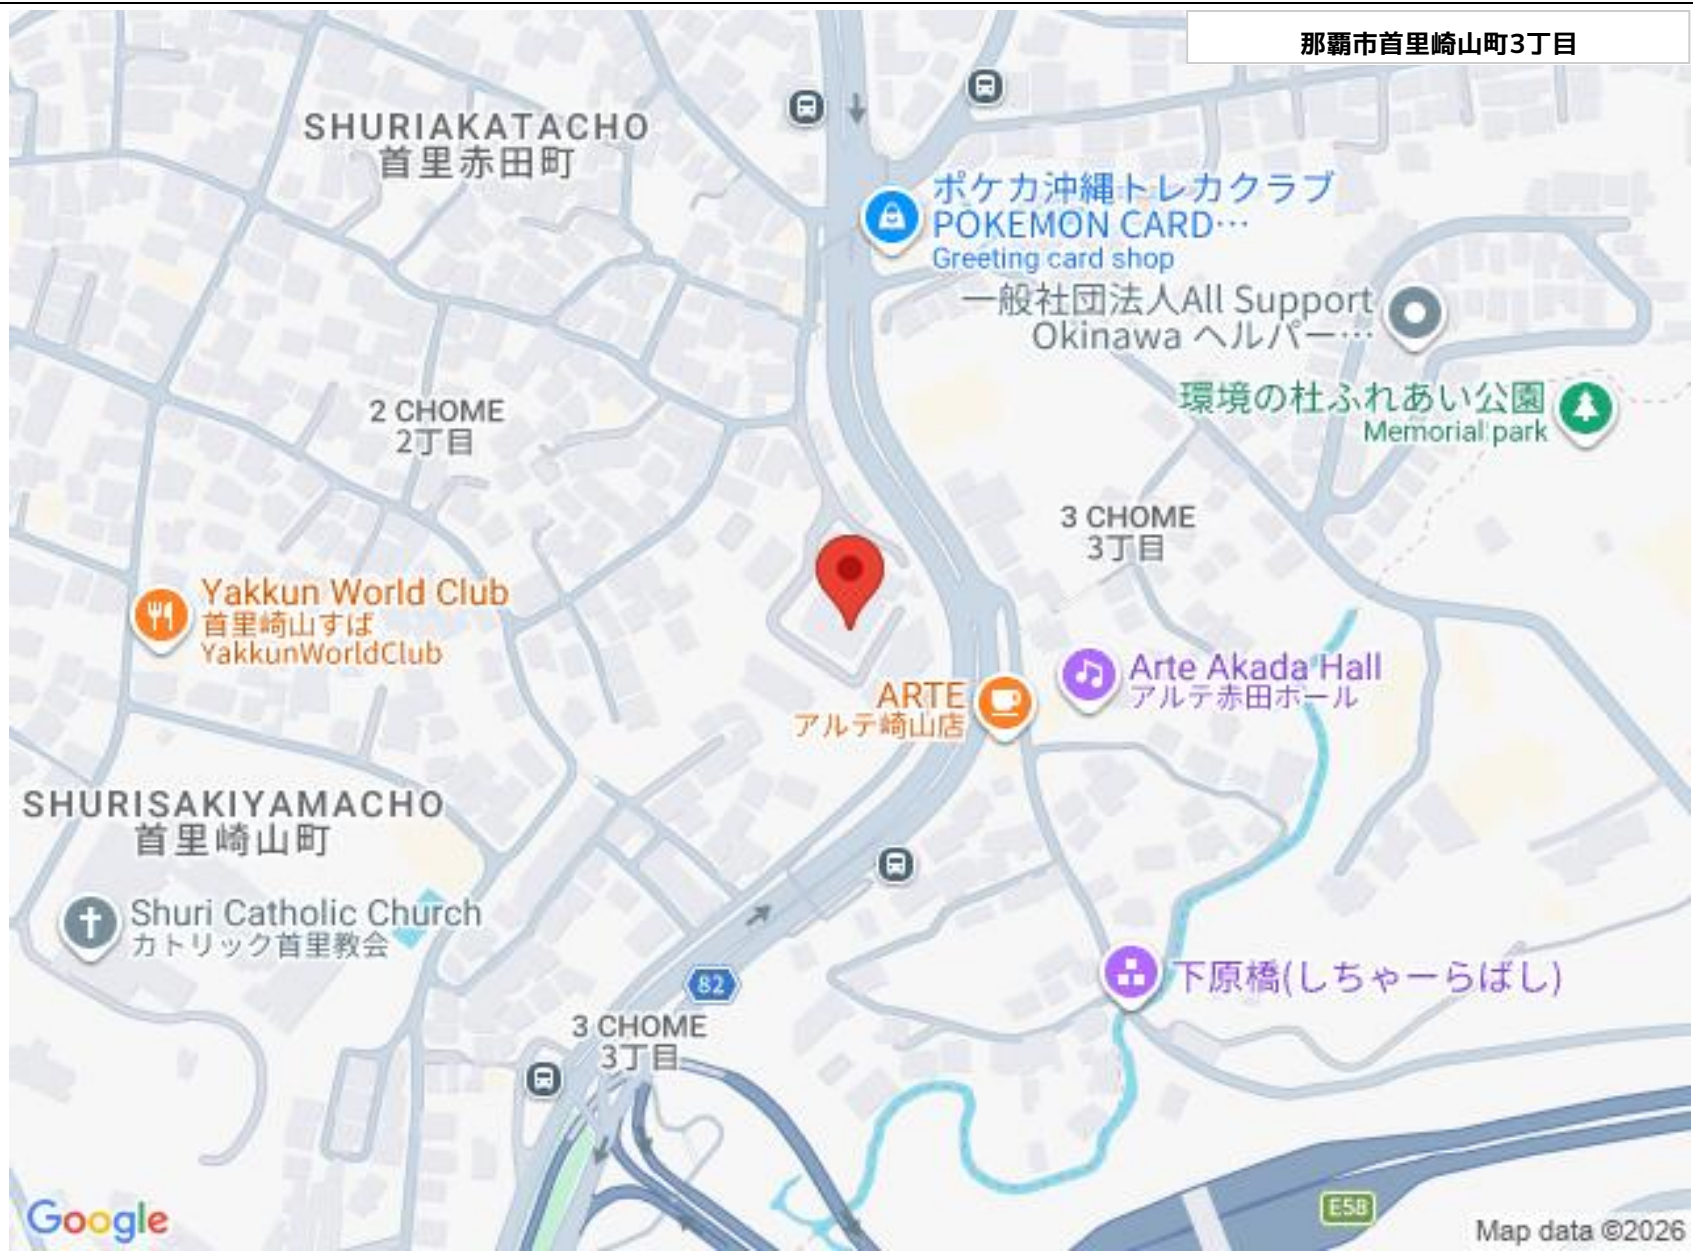 那覇市首里崎山町3丁目
SHURIAKATACHO
首里赤田町
ポケカ沖縄トレカクラブ
POKEMON CARD…
Greeting card shop
一般社団法人All Support
Okinawa ヘルパー…
環境の杜ふれあい公園
Memorial park
2 CHOME
2丁目
3 CHOME
3丁目
Yakkun World Club
首里崎山すば
YakkunWorldClub
Arte Akada Hall
アルテ赤田ホール
ARTE
アルテ崎山店
SHURISAKIYAMACHO
首里崎山町
Shuri Catholic Church
カトリック首里教会
下原橋(しちゃーらばし)
82
3 CHOME
3丁目
E58
Google
Map data ©2026